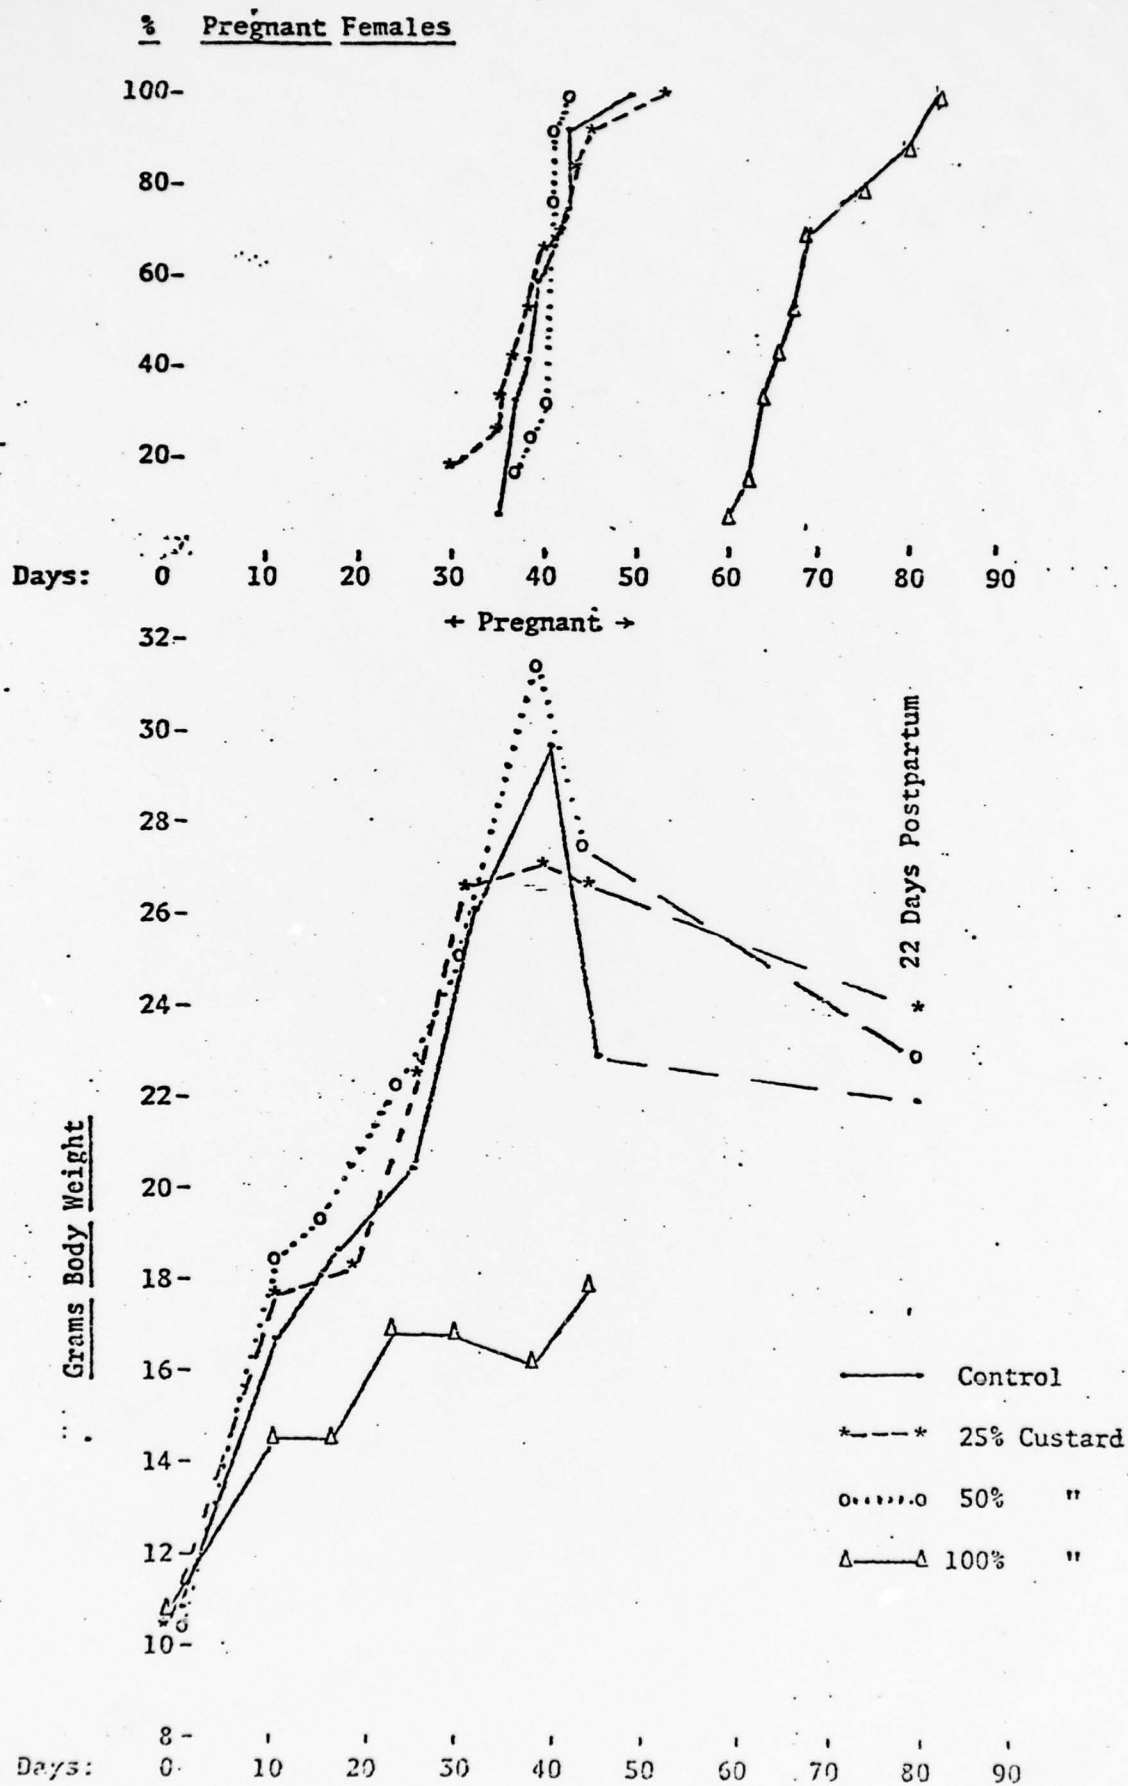 % Pregnant Females
100-
80-
60-
40-
20-
Days: 0 10 20 30 40 50 60 70 80 90
← Pregnant →
32-
30-
28-
26-
24-
22-
20-
18-
16-
14-
12-
10-
8-
Grams Body Weight
22 Days Postpartum
Control
25% Custard
50% "
100% "
Days: 0 10 20 30 40 50 60 70 80 90